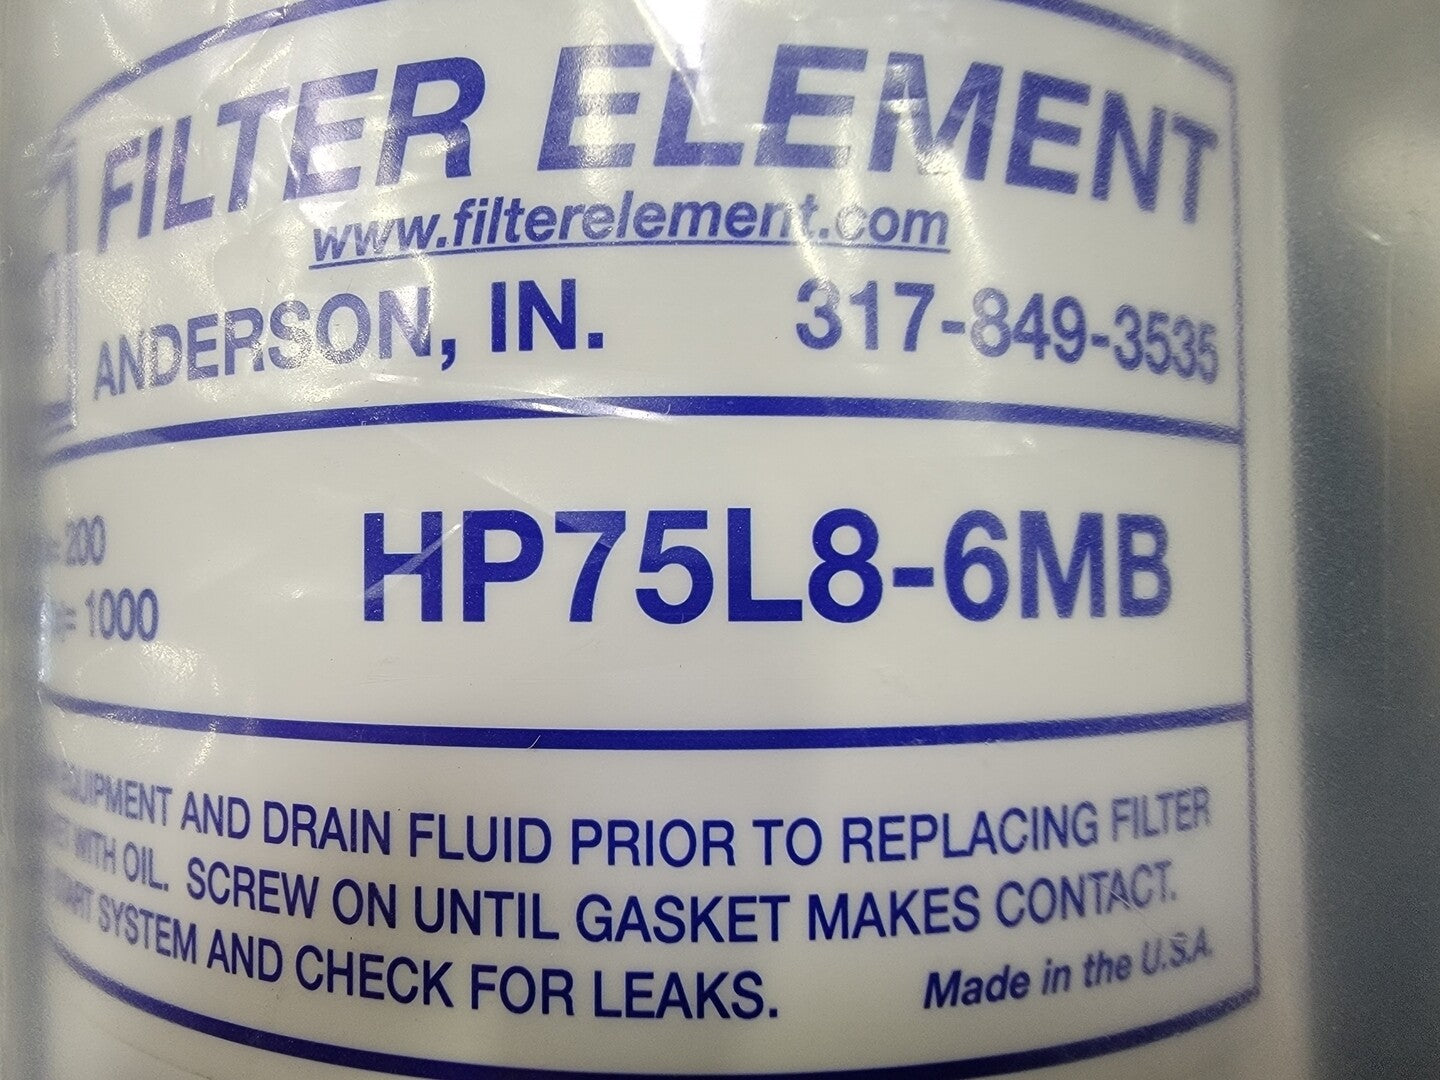 FILTER ELEMENT
www.filterelement.com
ANDERSON, IN. 317-849-3535
= 200
HP75L8-6MB
= 1000
EQUIPMENT AND DRAIN FLUID PRIOR TO REPLACING FILTER
WITH OIL. SCREW ON UNTIL GASKET MAKES CONTACT.
START SYSTEM AND CHECK FOR LEAKS.
Made in the U.S.A.